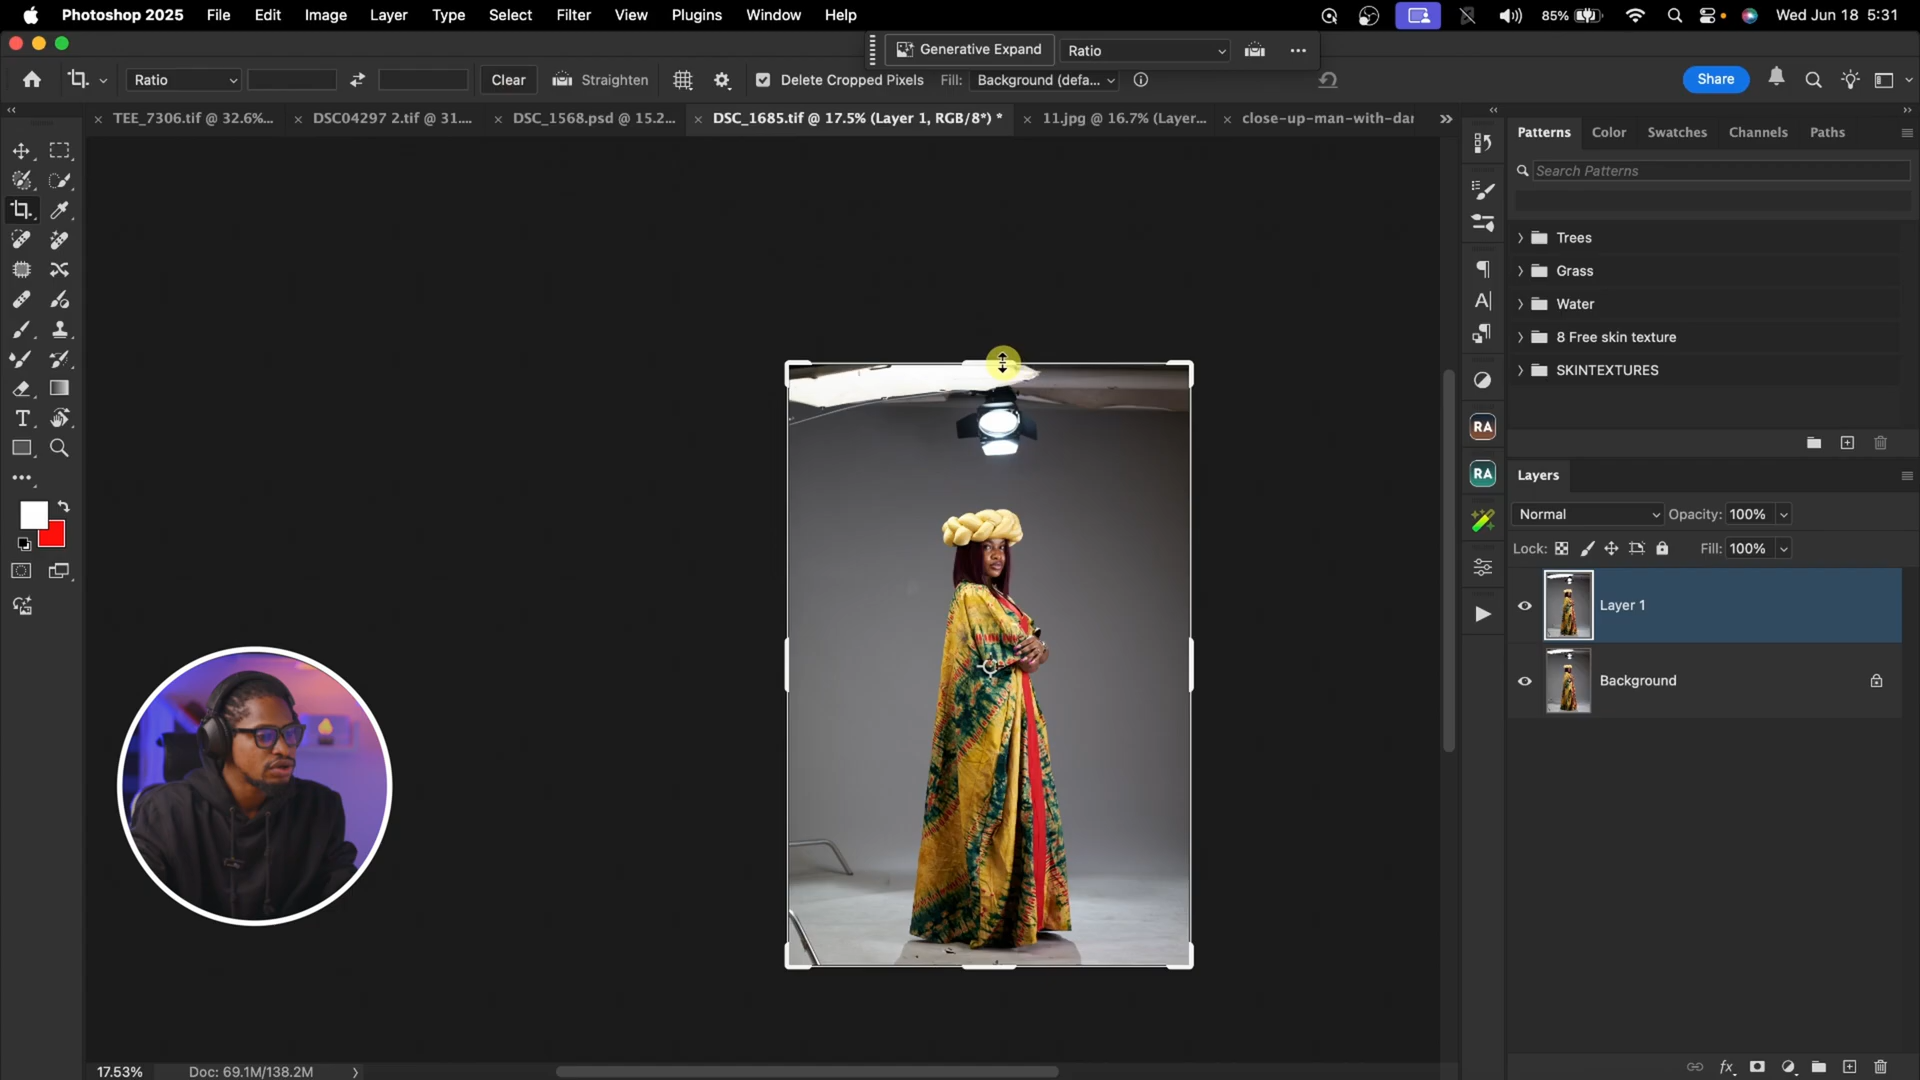 Photoshop 2025 File Edit Image Layer Type Select Filter View Plugins Window Help 85% Wed Jun 18 5:31
Generative Expand Ratio
Ratio Clear Straighten Delete Cropped Pixels Fill: Background (defa... Share
TEE_7306.tif @ 32.6%... DSC04297 2.tif @ 31.... DSC_1568.psd @ 15.2... DSC_1685.tif @ 17.5% (Layer 1, RGB/8*) * 11.jpg @ 16.7% (Layer... close-up-man-with-dar
Patterns Color Swatches Channels Paths
Search Patterns
Trees
Grass
Water
8 Free skin texture
SKINTEXTURES
RA
RA
Layers
Normal Opacity: 100%
Lock: Fill: 100%
Layer 1
Background
17.53% Doc: 69.1M/138.2M